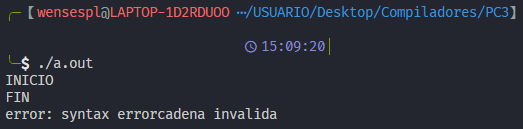 [wensespl@LAPTOP-1D2RDUOO ⋯/USUARIO/Desktop/Compiladores/PC3]
15:09:20
$ ./a.out
INICIO
FIN
error: syntax errorcadena invalida